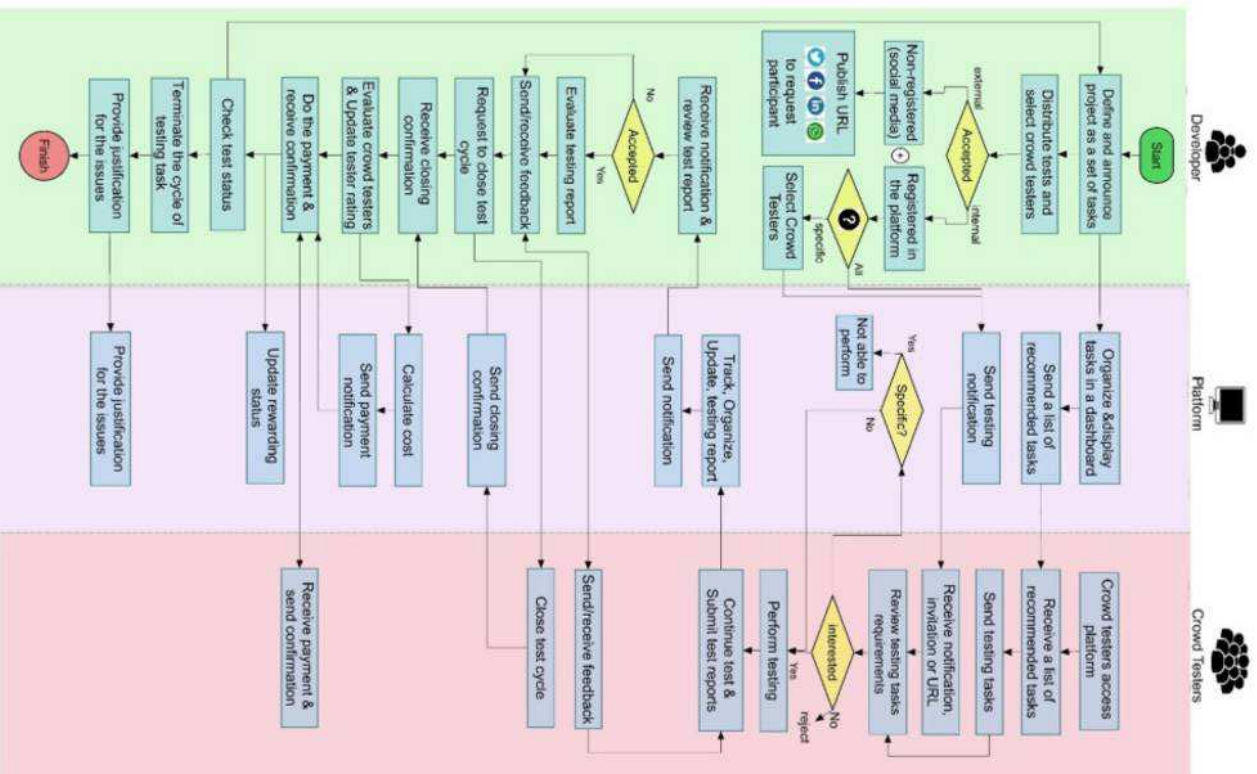 Developer
Start
Define and announce
project as a set of tasks
Distribute tests and
select crowd testers
external
Accepted
internal
Non-registered
(social media)
Registered in
the platform
Publish URL
to request
participant
?
All
specific
Select Crowd
Testers
Receive notification &
review test report
Accepted
No
Yes
Evaluate testing report
Send/receive feedback
Request to close test
cycle
Receive closing
confirmation
Evaluate crowd testers
& Update tester rating
Do the payment &
receive confirmation
Check test status
Terminate the cycle of
testing task
Provide justification
for the issues
Finish
Platform
Organize &display
tasks in a dashboard
Send a list of
recommended tasks
Send testing
notification
Specific?
Yes
No
Not able to
perform
Track, Organize,
Update, testing report
Send notification
Send closing
confirmation
Calculate cost
Send payment
notification
Update rewarding
status
Provide justification
for the issues
Crowd Testers
Crowd testers access
platform
Receive a list of
recommended tasks
Send testing tasks
Receive notification,
invitation or URL
Review testing tasks
requirements
interested
No
reject
Yes
Perform testing
Continue test &
Submit test reports
Send/receive feedback
Close test cycle
Receive payment &
send confirmation